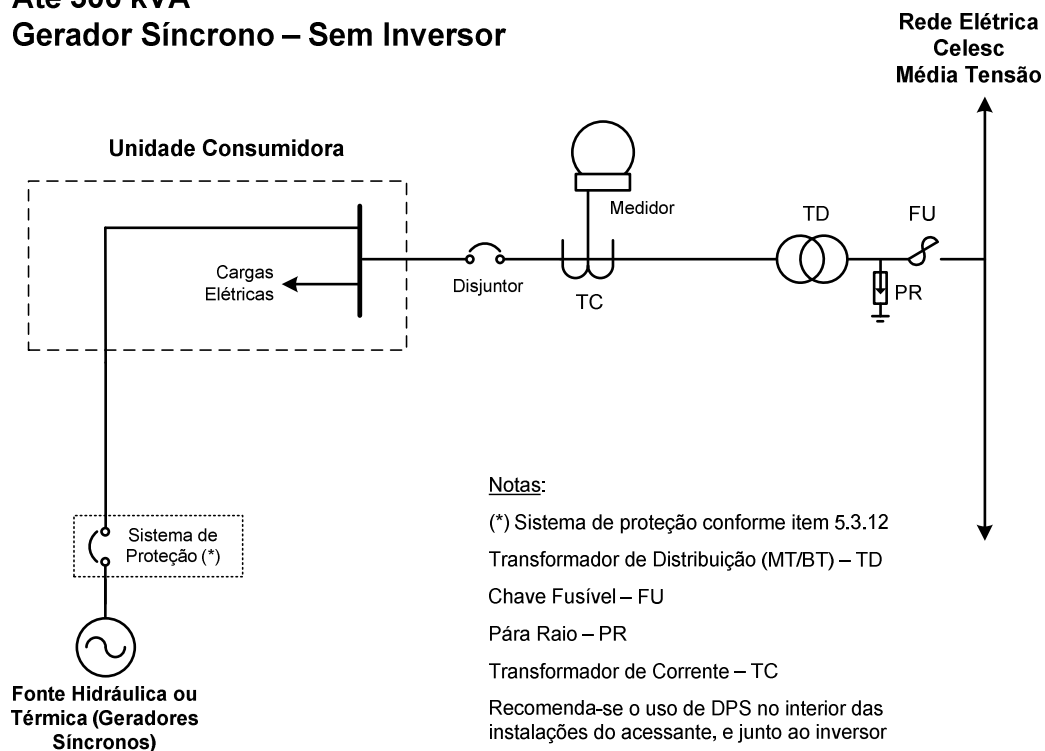 Até 300 kVA
Gerador Síncrono – Sem Inversor
Rede Elétrica
Celesc
Média Tensão
Unidade Consumidora
Medidor
TD
FU
Cargas
Elétricas
Disjuntor
TC
PR
Sistema de
Proteção (*)
Fonte Hidráulica ou
Térmica (Geradores
Síncronos)
Notas:
(*) Sistema de proteção conforme item 5.3.12
Transformador de Distribuição (MT/BT) – TD
Chave Fusível – FU
Pára Raio – PR
Transformador de Corrente – TC
Recomenda-se o uso de DPS no interior das
instalações do acessante, e junto ao inversor